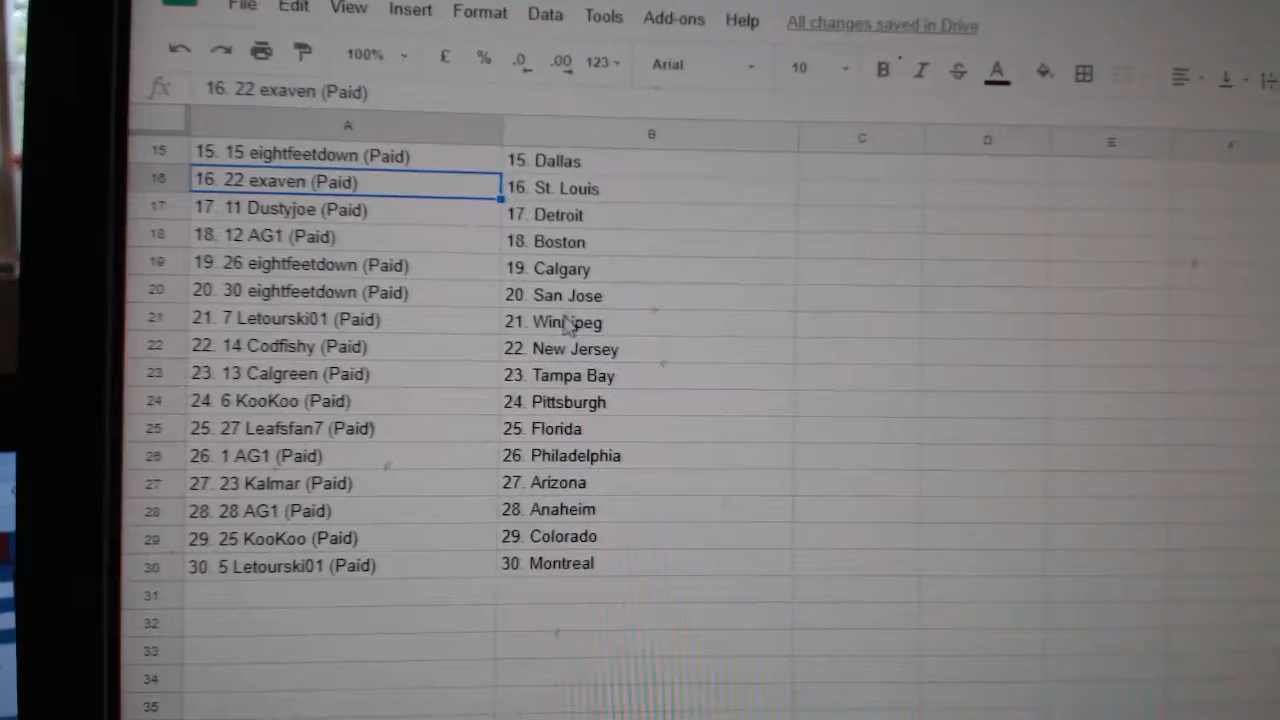 File Edit View Insert Format Data Tools Add-ons Help All changes saved in Drive
100% £ % .0 .00 123 Arial 10 B I S A
fx 16. 22 exaven (Paid)
A B C D E F
15 15. 15 eightfeetdown (Paid) 15. Dallas
16 16. 22 exaven (Paid) 16. St. Louis
17 17. 11 Dustyjoe (Paid) 17. Detroit
18 18. 12 AG1 (Paid) 18. Boston
19 19. 26 eightfeetdown (Paid) 19. Calgary
20 20. 30 eightfeetdown (Paid) 20. San Jose
21 21. 7 Letourski01 (Paid) 21. Winnipeg
22 22. 14 Codfishy (Paid) 22. New Jersey
23 23. 13 Calgreen (Paid) 23. Tampa Bay
24 24. 6 KooKoo (Paid) 24. Pittsburgh
25 25. 27 Leafsfan7 (Paid) 25. Florida
26 26. 1 AG1 (Paid) 26. Philadelphia
27 27. 23 Kalmar (Paid) 27. Arizona
28 28. 28 AG1 (Paid) 28. Anaheim
29 29. 25 KooKoo (Paid) 29. Colorado
30 30. 5 Letourski01 (Paid) 30. Montreal
31
32
33
34
35